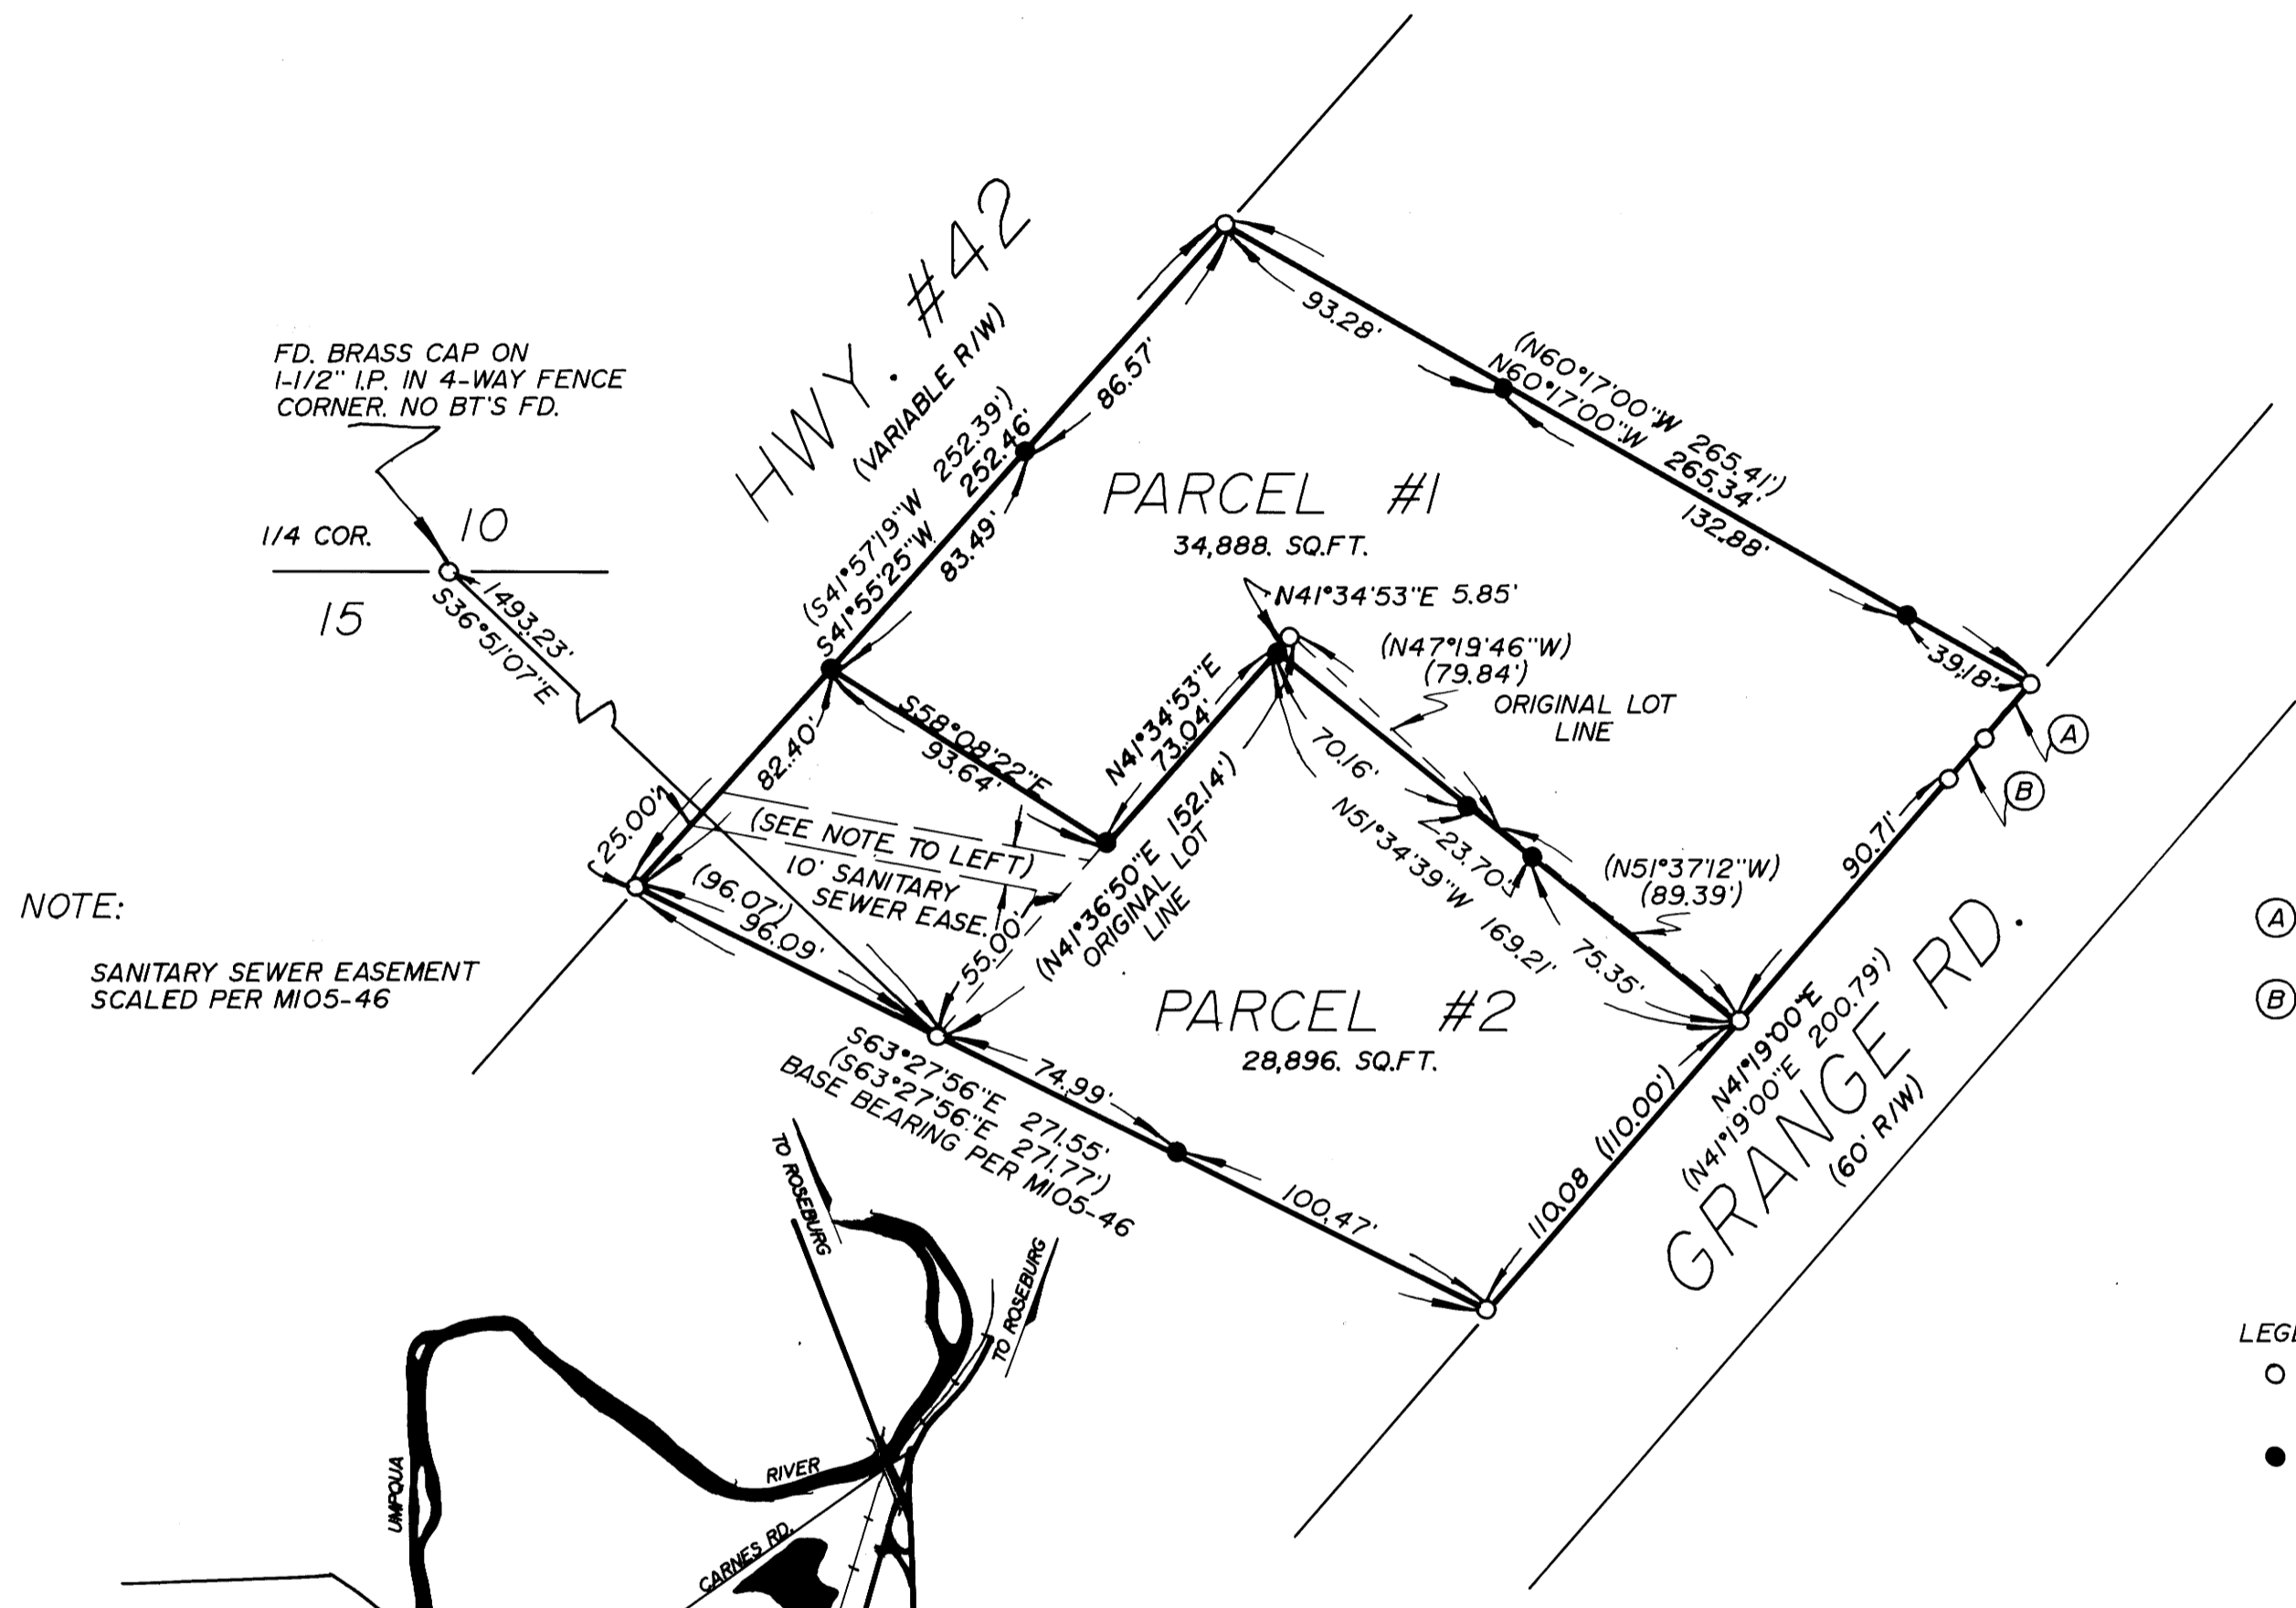 HWY. #42
(VARIABLE R/W)
FD. BRASS CAP ON
1-1/2" I.P. IN 4-WAY FENCE
CORNER. NO BT'S FD.
1/4 COR.
10
15
1493.23'
S36°51'07"E
(S41°57'19"W 252.39')
S41°55'25"W 252.46'
86.57'
83.49'
82.40'
25.00'
93.28'
(N60°17'00"W 265.41')
N60°17'00"W 265.34'
132.88'
39.18'
A
B
PARCEL #1
34,888. SQ.FT.
N41°34'53"E 5.85'
(N47°19'46"W)
(79.84')
ORIGINAL LOT
LINE
S58°08'22"E
93.64'
N41°34'53"E
73.04'
70.16'
23.70'
N51°34'39"W 169.21'
75.35'
(N51°37'12"W)
(89.39')
90.71'
(SEE NOTE TO LEFT)
10' SANITARY
SEWER EASE.
55.00'
(N41°36'50"E 152.14')
ORIGINAL LOT
LINE
(96.07')
96.09'
PARCEL #2
28,896. SQ.FT.
74.99'
S63°27'56"E 271.55'
(S63°27'56"E 271.77')
BASE BEARING PER M105-46
100.47'
110.08 (110.00')
N41°19'00"E
(N41°19'00"E 200.79')
GRANGE RD.
(60' R/W)
NOTE:
SANITARY SEWER EASEMENT
SCALED PER M105-46
A
B
TO ROSEBURG
TO ROSEBURG
UMPQUA
RIVER
CARNES RD.